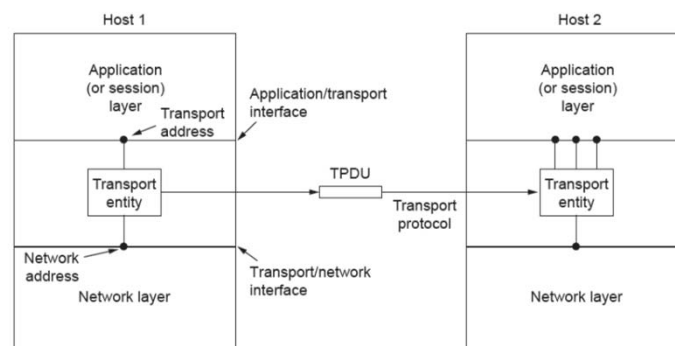 Host 1
Host 2
Application
(or session)
layer
Transport
address
Application/transport
interface
Application
(or session)
layer
Transport
entity
TPDU
Transport
protocol
Transport
entity
Network
address
Transport/network
interface
Network layer
Network layer